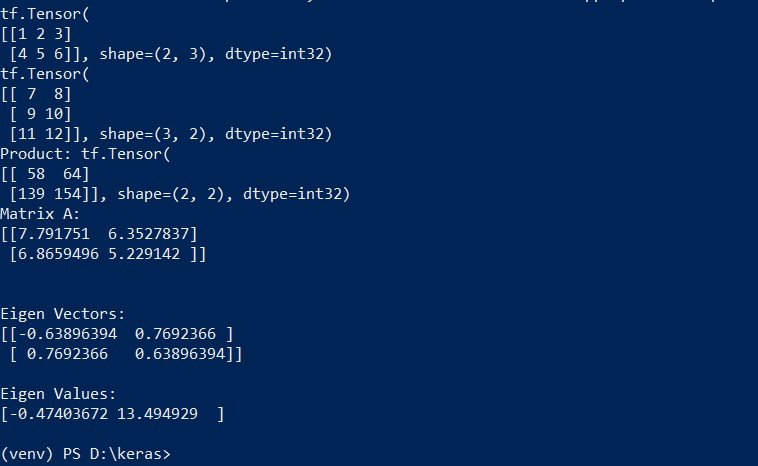 tf.Tensor(
[[1 2 3]
 [4 5 6]], shape=(2, 3), dtype=int32)
tf.Tensor(
[[ 7  8]
 [ 9 10]
 [11 12]], shape=(3, 2), dtype=int32)
Product: tf.Tensor(
[[ 58  64]
 [139 154]], shape=(2, 2), dtype=int32)
Matrix A:
[[7.791751  6.3527837]
 [6.8659496 5.229142 ]]
Eigen Vectors:
[[-0.63896394  0.7692366 ]
 [ 0.7692366   0.63896394]]
Eigen Values:
[-0.47403672 13.494929  ]
(venv) PS D:\keras>